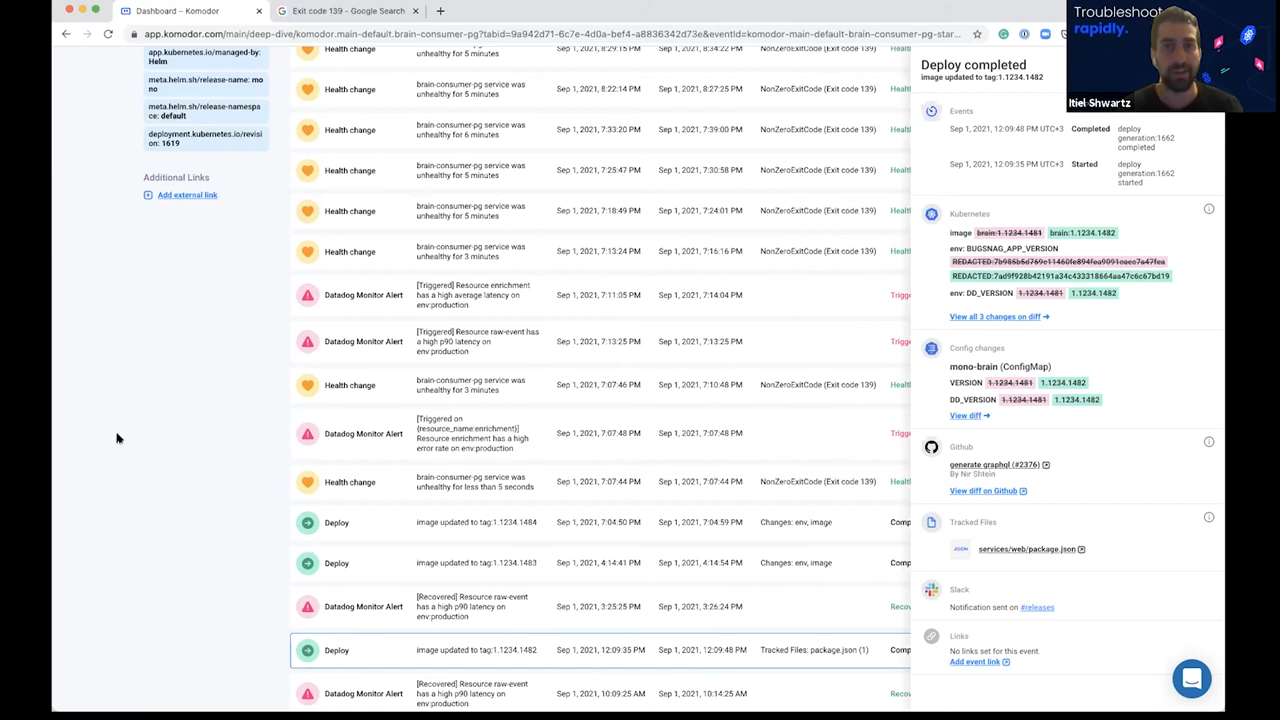 Dashboard – Komodor
Exit code 139 - Google Search
app.komodor.com/main/deep-dive/komodor.main-default.brain-consumer-pg?tabid=9a942d71-6c7e-4d0a-bef4-a8836342d73e&eventId=komodor-main-default-brain-consumer-pg-star...
Troubleshoot
rapidly.
Itiel Shwartz
app.kubernetes.io/managed-by:
Helm
meta.helm.sh/release-name: mo
no
meta.helm.sh/release-namespa
ce: default
deployment.kubernetes.io/revisi
on: 1619
Additional Links
Add external link
Sep 1, 2021, 8:29:15 PM Sep 1, 2021, 8:34:22 PM
Health change
unhealthy for 5 minutes
NonZeroExitCode (Exit code 139)
Health change
brain-consumer-pg service was
unhealthy for 5 minutes
Sep 1, 2021, 8:22:14 PM Sep 1, 2021, 8:27:25 PM NonZeroExitCode (Exit code 139) Healt
Health change
brain-consumer-pg service was
unhealthy for 6 minutes
Sep 1, 2021, 7:33:20 PM Sep 1, 2021, 7:39:00 PM NonZeroExitCode (Exit code 139) Healt
Health change
brain-consumer-pg service was
unhealthy for 5 minutes
Sep 1, 2021, 7:25:47 PM Sep 1, 2021, 7:30:58 PM NonZeroExitCode (Exit code 139) Healt
Health change
brain-consumer-pg service was
unhealthy for 5 minutes
Sep 1, 2021, 7:18:49 PM Sep 1, 2021, 7:24:01 PM NonZeroExitCode (Exit code 139) Healt
Health change
brain-consumer-pg service was
unhealthy for 3 minutes
Sep 1, 2021, 7:13:24 PM Sep 1, 2021, 7:16:16 PM NonZeroExitCode (Exit code 139) Healt
Datadog Monitor Alert
[Triggered] Resource enrichment
has a high average latency on
env:production
Sep 1, 2021, 7:11:05 PM Sep 1, 2021, 7:14:04 PM Trigge
Datadog Monitor Alert
[Triggered] Resource raw-event has
a high p90 latency on
env:production
Sep 1, 2021, 7:13:25 PM Sep 1, 2021, 7:13:25 PM Trigge
Health change
brain-consumer-pg service was
unhealthy for 3 minutes
Sep 1, 2021, 7:07:46 PM Sep 1, 2021, 7:10:48 PM NonZeroExitCode (Exit code 139) Healt
Datadog Monitor Alert
[Triggered on
{resource_name:enrichment}]
Resource enrichment has a high
error rate on env:production
Sep 1, 2021, 7:07:48 PM Sep 1, 2021, 7:07:48 PM Trigge
Health change
brain-consumer-pg service was
unhealthy for less than 5 seconds
Sep 1, 2021, 7:07:44 PM Sep 1, 2021, 7:07:44 PM NonZeroExitCode (Exit code 139) Healt
Deploy image updated to tag:1.1234.1484 Sep 1, 2021, 7:04:50 PM Sep 1, 2021, 7:04:59 PM Changes: env, image Comp
Deploy image updated to tag:1.1234.1483 Sep 1, 2021, 4:14:41 PM Sep 1, 2021, 4:14:54 PM Changes: env, image Comp
Datadog Monitor Alert
[Recovered] Resource raw-event
has a high p90 latency on
env:production
Sep 1, 2021, 3:25:25 PM Sep 1, 2021, 3:26:24 PM Recov
Deploy image updated to tag:1.1234.1482 Sep 1, 2021, 12:09:35 PM Sep 1, 2021, 12:09:48 PM Tracked Files: package.json (1) Comp
Datadog Monitor Alert
[Recovered] Resource raw-event
has a high p90 latency on
env:production
Sep 1, 2021, 10:09:25 AM Sep 1, 2021, 10:14:25 AM Recov
Deploy completed
image updated to tag:1.1234.1482
Events
Sep 1, 2021, 12:09:48 PM UTC+3 Completed deploy
generation:1662
completed
Sep 1, 2021, 12:09:35 PM UTC+3 Started deploy
generation:1662
started
Kubernetes
image brain:1.1234.1481 brain:1.1234.1482
env: BUGSNAG_APP_VERSION
REDACTED:7ad9f928b42191a34c433318664aa47c6c67bd19
env: DD_VERSION 1.1234.1481 1.1234.1482
View all 3 changes on diff
Config changes
mono-brain (ConfigMap)
VERSION 1.1234.1481 1.1234.1482
DD_VERSION 1.1234.1481 1.1234.1482
View diff
Github
generate graphql (#2376)
By Nir Shtein
View diff on Github
Tracked Files
JSON services/web/package.json
Slack
Notification sent on #releases
Links
No links set for this event.
Add event link